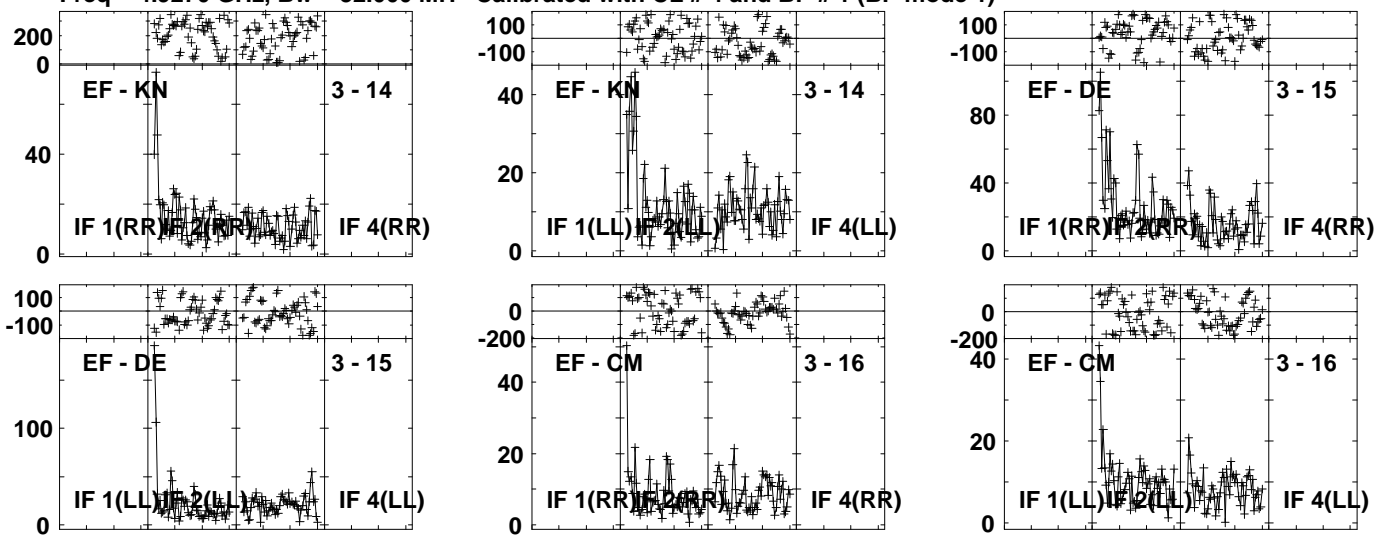 200
0
EF - KN 3 - 14
40
0
IF 1(RR) IF 2(RR) IF 4(RR)
100
-100
EF - KN 3 - 14
40
20
0
IF 1(LL) IF 2(LL) IF 4(LL)
100
-100
EF - DE 3 - 15
80
40
0
IF 1(RR) IF 2(RR) IF 4(RR)
100
-100
EF - DE 3 - 15
100
0
IF 1(LL) IF 2(LL) IF 4(LL)
0
-200
EF - CM 3 - 16
40
20
0
IF 1(RR) IF 2(RR) IF 4(RR)
0
-200
EF - CM 3 - 16
40
20
0
IF 1(LL) IF 2(LL) IF 4(LL)